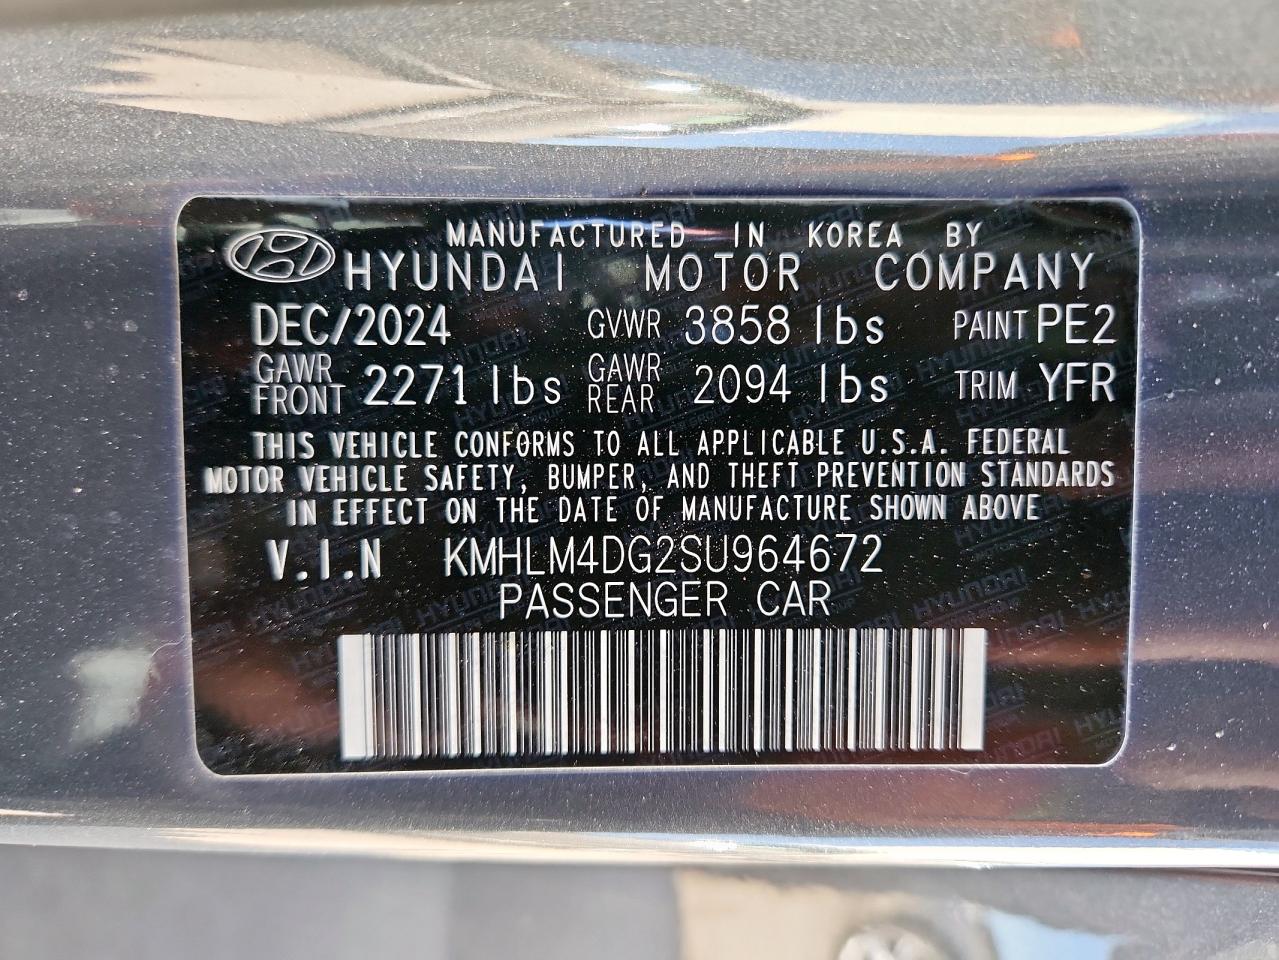 MANUFACTURED IN KOREA BY
HYUNDAI MOTOR COMPANY
DEC/2024 GVWR 3858 lbs PAINT PE2
GAWR FRONT 2271 lbs GAWR REAR 2094 lbs TRIM YFR
THIS VEHICLE CONFORMS TO ALL APPLICABLE U.S.A. FEDERAL
MOTOR VEHICLE SAFETY, BUMPER, AND THEFT PREVENTION STANDARDS
IN EFFECT ON THE DATE OF MANUFACTURE SHOWN ABOVE
V.I.N KMHLM4DG2SU964672
PASSENGER CAR